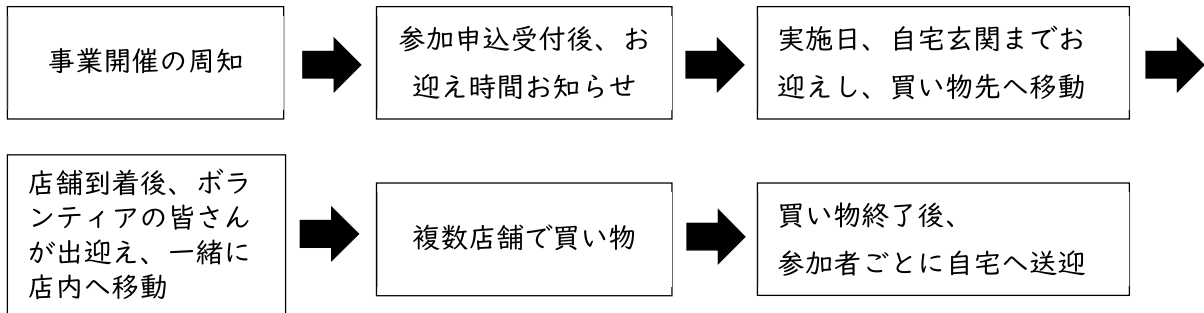 事業開催の周知
参加申込受付後、お
迎え時間お知らせ
実施日、自宅玄関までお
迎えし、買い物先へ移動
店舗到着後、ボラ
ンティアの皆さん
が出迎え、一緒に
店内へ移動
複数店舗で買い物
買い物終了後、
参加者ごとに自宅へ送迎